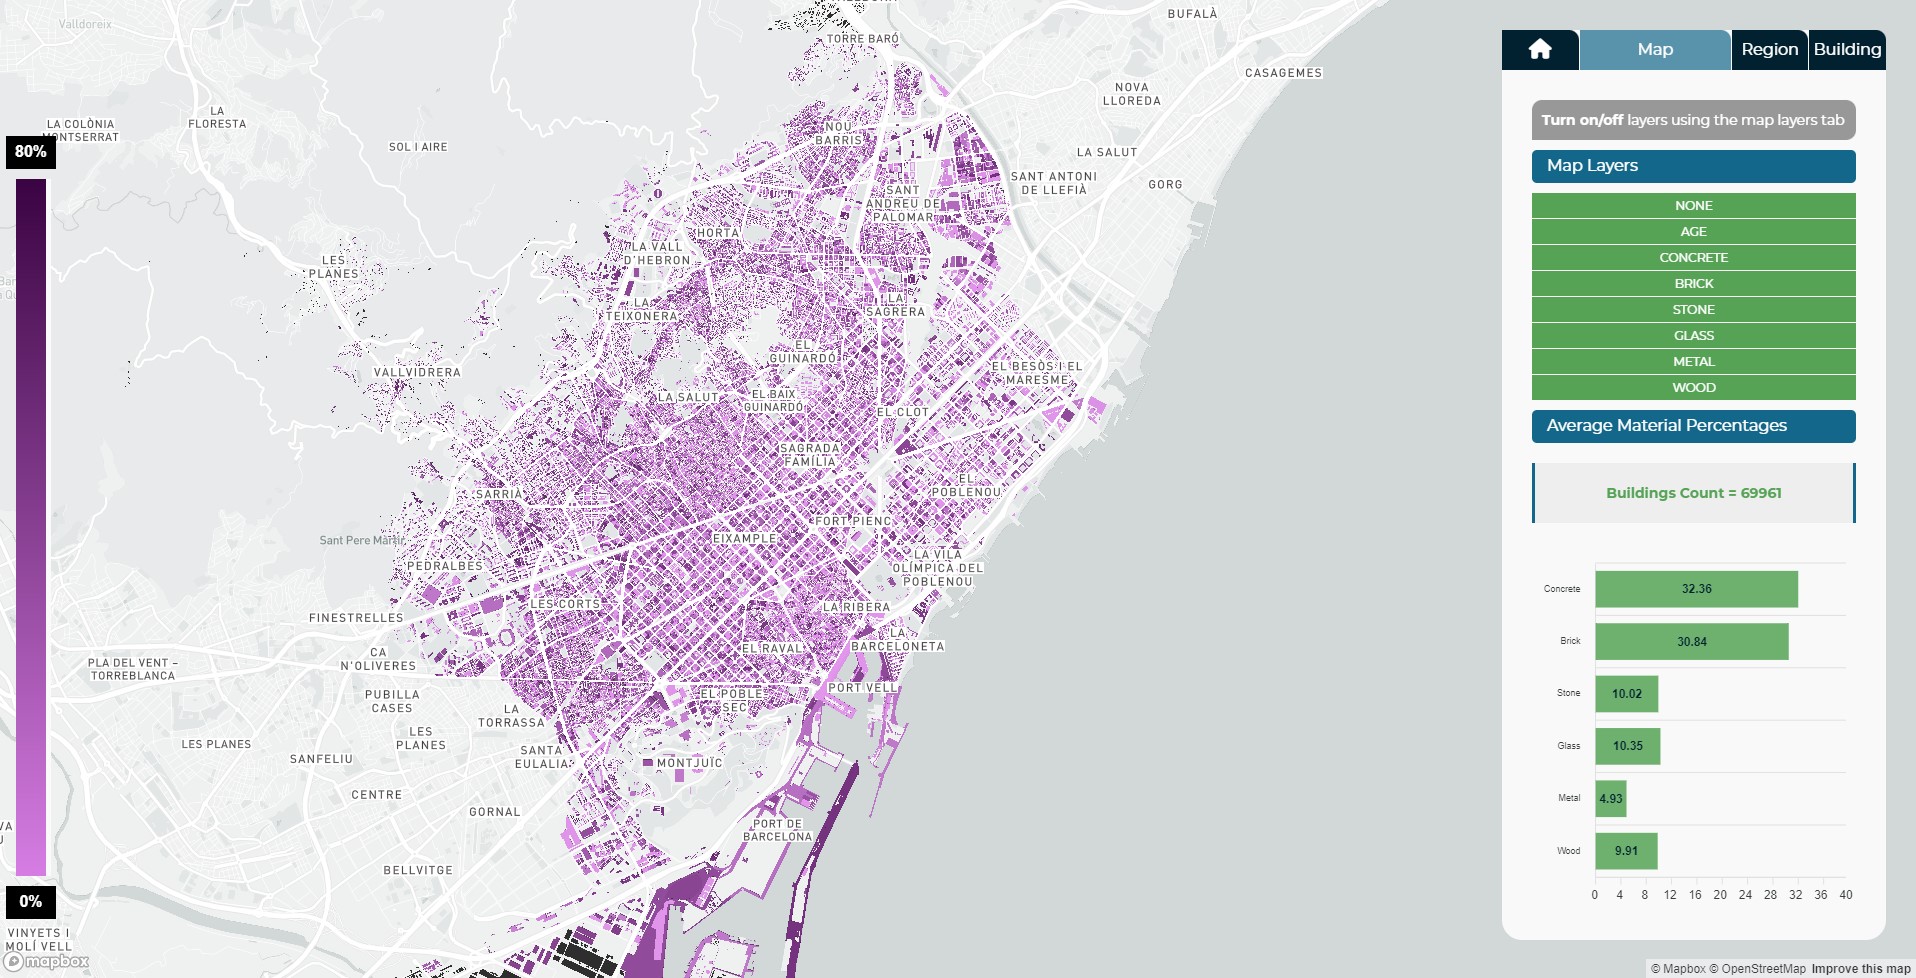 Valldoreix
BUFALÀ
TORRE BARÓ
CASAGEMES
NOVA
LLOREDA
LA
FLORESTA
LA COLÒNIA
MONTSERRAT
NOU
BARRIS
SOL I AIRE
80%
LA SALUT
SANT ANTONI
DE LLEFIÀ
GORG
SANT
ANDREU DE
PALOMAR
HORTA
LA VALL
D'HEBRON
LES
PLANES
LA
TEIXONERA
LA
SAGRERA
EL
GUINARDÓ
EL BESÒS I EL
MARESME
VALLVIDRERA
LA SALUT
EL BAIX
GUINARDÓ
EL CLOT
SAGRADA
FAMÍLIA
SARRIÀ
EL
POBLENOU
FORT PIENC
EIXAMPLE
Sant Pere Màrtir
PEDRALBES
LA VILA
OLÍMPICA DEL
POBLENOU
LES CORTS
LA RIBERA
FINESTRELLES
LA
BARCELONETA
EL RAVAL
CA
N'OLIVERES
PLA DEL VENT –
TORREBLANCA
PORT VELL
PUBILLA
CASES
EL POBLE
SEC
LA
TORRASSA
LES
PLANES
LES PLANES
SANFELIU
SANTA
EULALIA
MONTJUÏC
CENTRE
GORNAL
PORT DE
BARCELONA
BELLVITGE
0%
VINYETS I
MOLÍ VELL
mapbox
Map
Region
Building
Turn on/off layers using the map layers tab
Map Layers
NONE
AGE
CONCRETE
BRICK
STONE
GLASS
METAL
WOOD
Average Material Percentages
Buildings Count = 69961
Concrete 32.36
Brick 30.84
Stone 10.02
Glass 10.35
Metal 4.93
Wood 9.91
0 4 8 12 16 20 24 28 32 36 40
© Mapbox © OpenStreetMap Improve this map